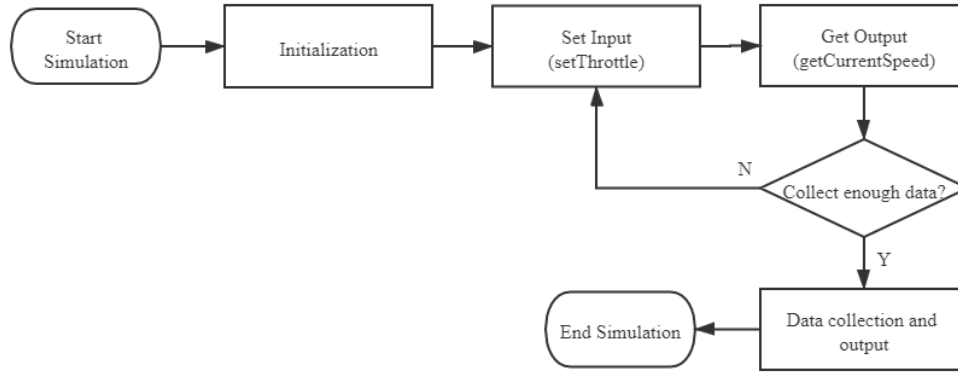 Start
Simulation
Initialization
Set Input
(setThrottle)
Get Output
(getCurrentSpeed)
N
Collect enough data?
Y
End Simulation
Data collection and
output